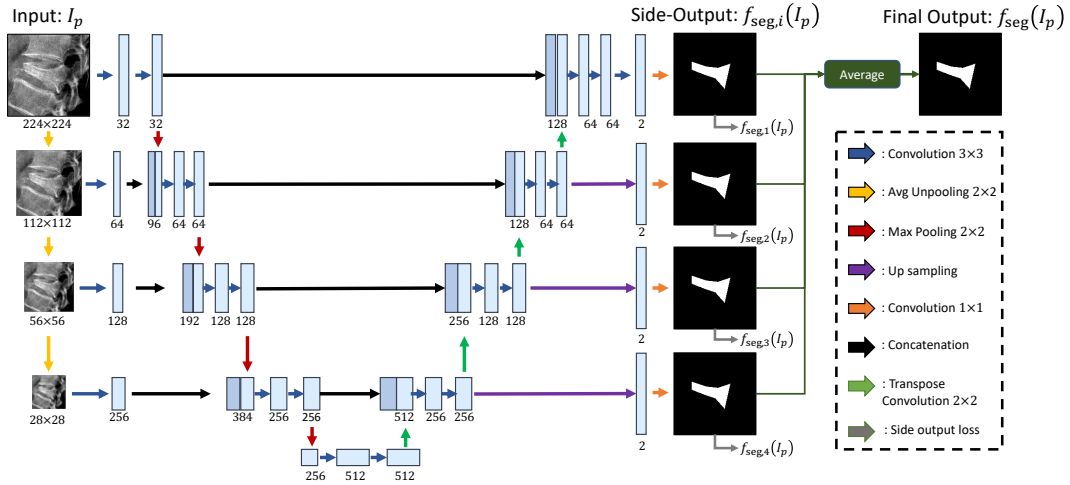 Input: I_p
Side-Output: f_seg,i(I_p)
Final Output: f_seg(I_p)
224×224
32
32
128
64
64
2
f_seg,1(I_p)
Average
112×112
64
96
64
64
128
64
64
2
f_seg,2(I_p)
56×56
128
192
128
128
256
128
128
2
f_seg,3(I_p)
28×28
256
384
256
256
512
256
256
2
f_seg,4(I_p)
256
512
512
: Convolution 3×3
: Avg Unpooling 2×2
: Max Pooling 2×2
: Up sampling
: Convolution 1×1
: Concatenation
: Transpose
Convolution 2×2
: Side output loss